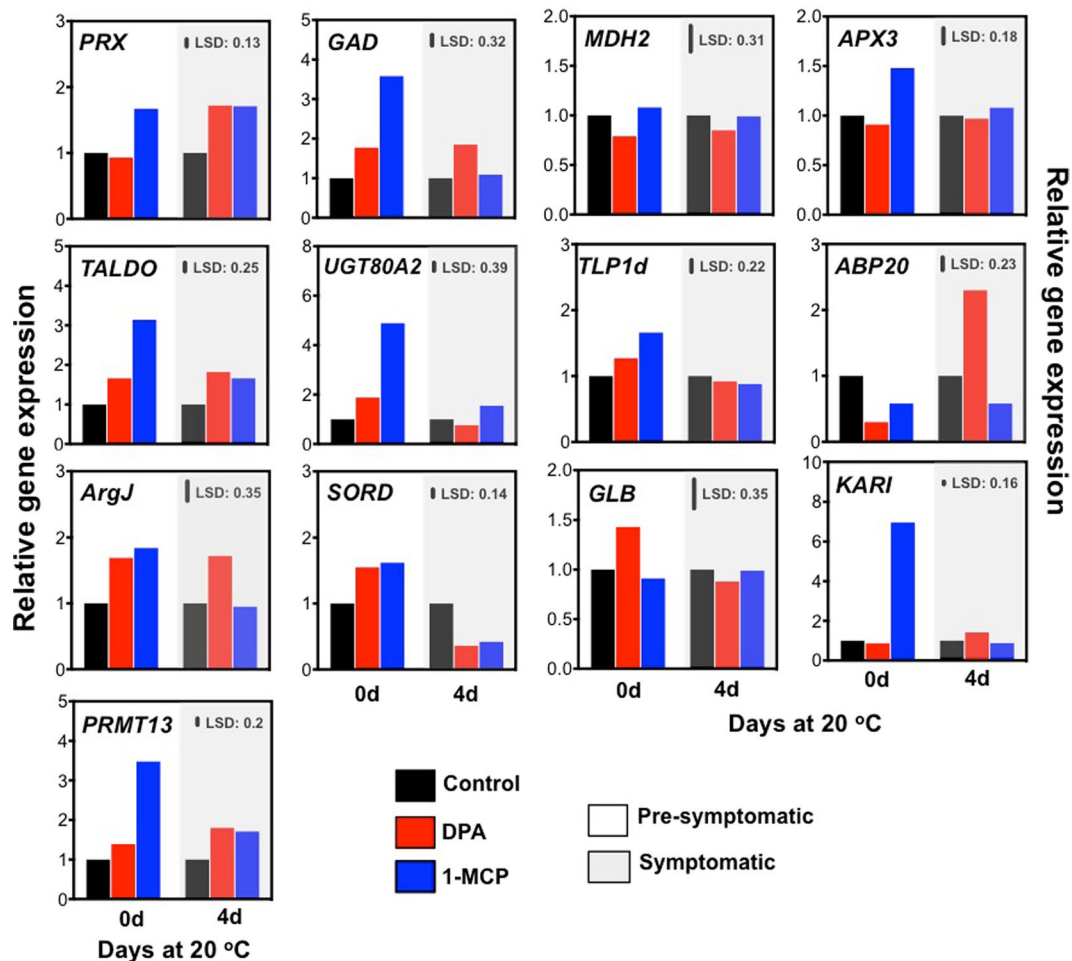 PRX
LSD: 0.13
3
2
1
0
GAD
LSD: 0.32
5
4
3
2
1
0
MDH2
LSD: 0.31
2.0
1.5
1.0
0.5
0.0
APX3
LSD: 0.18
2.0
1.5
1.0
0.5
0.0
TALDO
LSD: 0.25
5
4
3
2
1
0
UGT80A2
LSD: 0.39
8
6
4
2
0
TLP1d
LSD: 0.22
3
2
1
0
ABP20
LSD: 0.23
3
2
1
0
Relative gene expression
Relative gene expression
ArgJ
LSD: 0.35
3
2
1
0
SORD
LSD: 0.14
3
2
1
0
0d 4d
GLB
LSD: 0.35
2.0
1.5
1.0
0.5
0.0
0d 4d
KARI
LSD: 0.16
10
8
6
4
2
0
0d 4d
Days at 20 °C
PRMT13
LSD: 0.2
5
4
3
2
1
0
0d 4d
Days at 20 °C
Control
DPA
1-MCP
Pre-symptomatic
Symptomatic